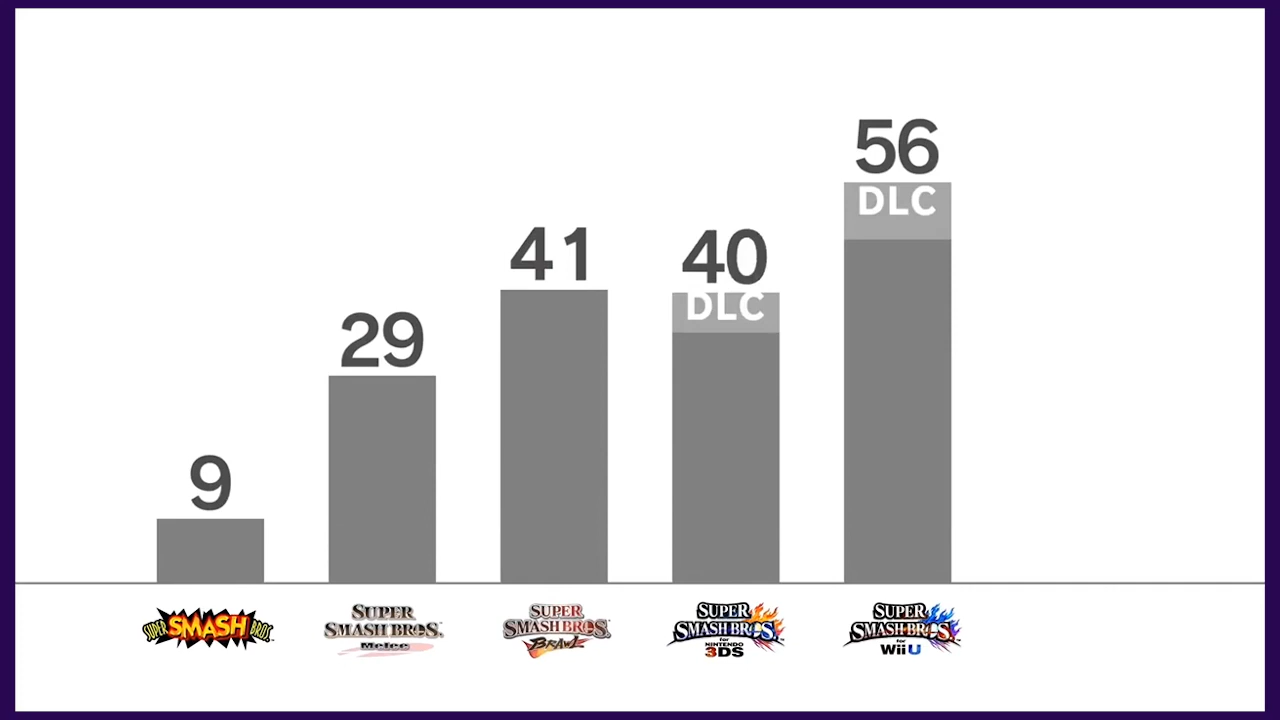 56
DLC
41
40
DLC
29
9
SUPER SMASH BROS.
SUPER
SMASH BROS.
Melee
SUPER
SMASH BROS.
BRAWL
SUPER
SMASH BROS.
for
NINTENDO
3DS
SUPER
SMASH BROS.
for
Wii U